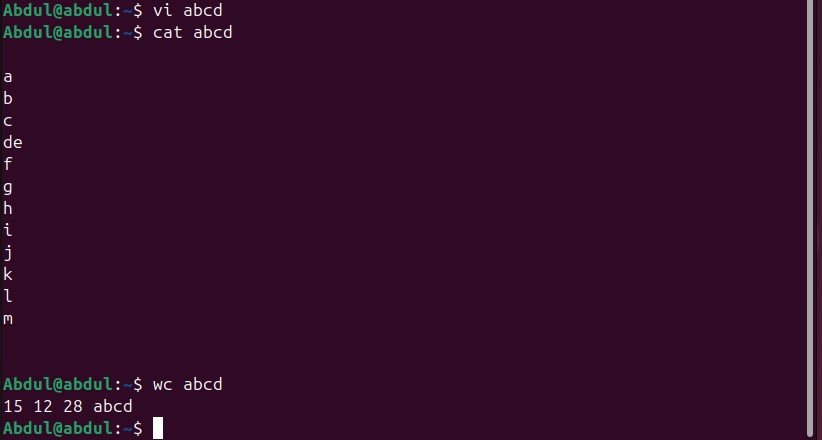 Abdul@abdul:~$ vi abcd
Abdul@abdul:~$ cat abcd
a
b
c
de
f
g
h
i
j
k
l
m
Abdul@abdul:~$ wc abcd
15 12 28 abcd
Abdul@abdul:~$